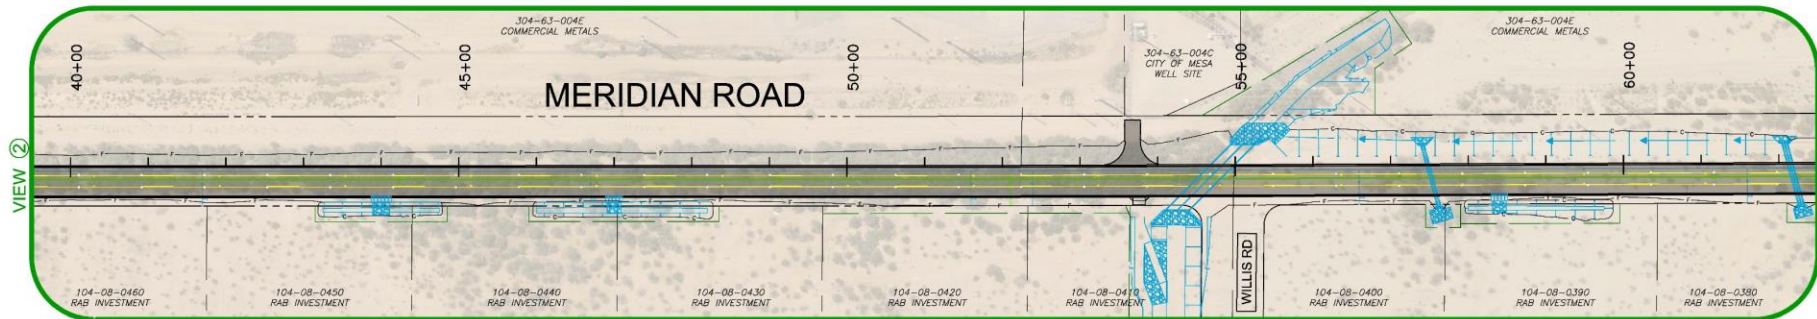 304-63-004E
COMMERCIAL METALS
304-63-004E
COMMERCIAL METALS
304-63-004C
CITY OF MESA
WELL SITE
40+00
45+00
50+00
55+00
60+00
MERIDIAN ROAD
VIEW ②
WILLIS RD
104-08-0460
RAB INVESTMENT
104-08-0450
RAB INVESTMENT
104-08-0440
RAB INVESTMENT
104-08-0430
RAB INVESTMENT
104-08-0420
RAB INVESTMENT
104-08-0410
RAB INVESTMENT
104-08-0400
RAB INVESTMENT
104-08-0390
RAB INVESTMENT
104-08-0380
RAB INVESTMENT